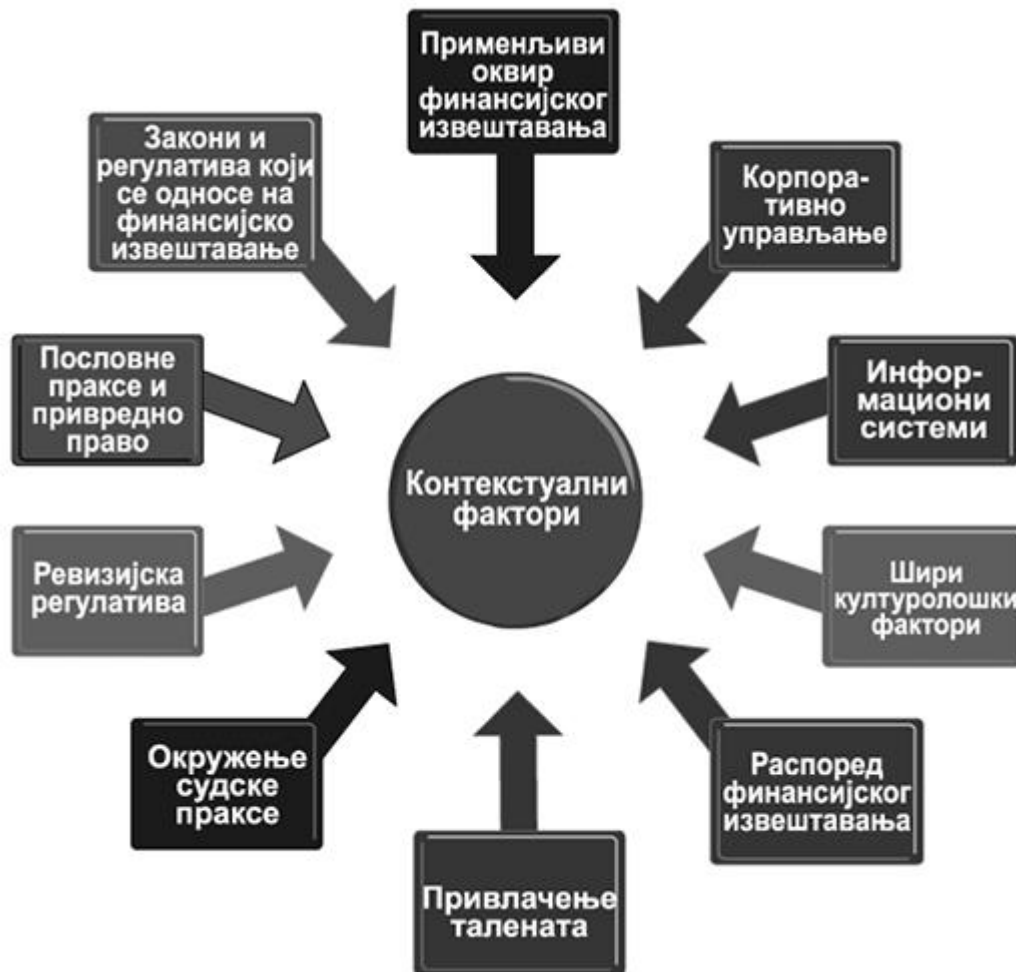 Применљиви
оквир
финансијског
извештавања
Закони и
регулатива који
се односе на
финансијско
извештавање
Корпора-
тивно
управљање
Пословне
праксе и
привредно
право
Инфор-
мациони
системи
Контекстуални
фактори
Ревизијска
регулатива
Шири
културолошки
фактори
Окружење
судске
праксе
Распоред
финансијског
извештавања
Привлачење
талената